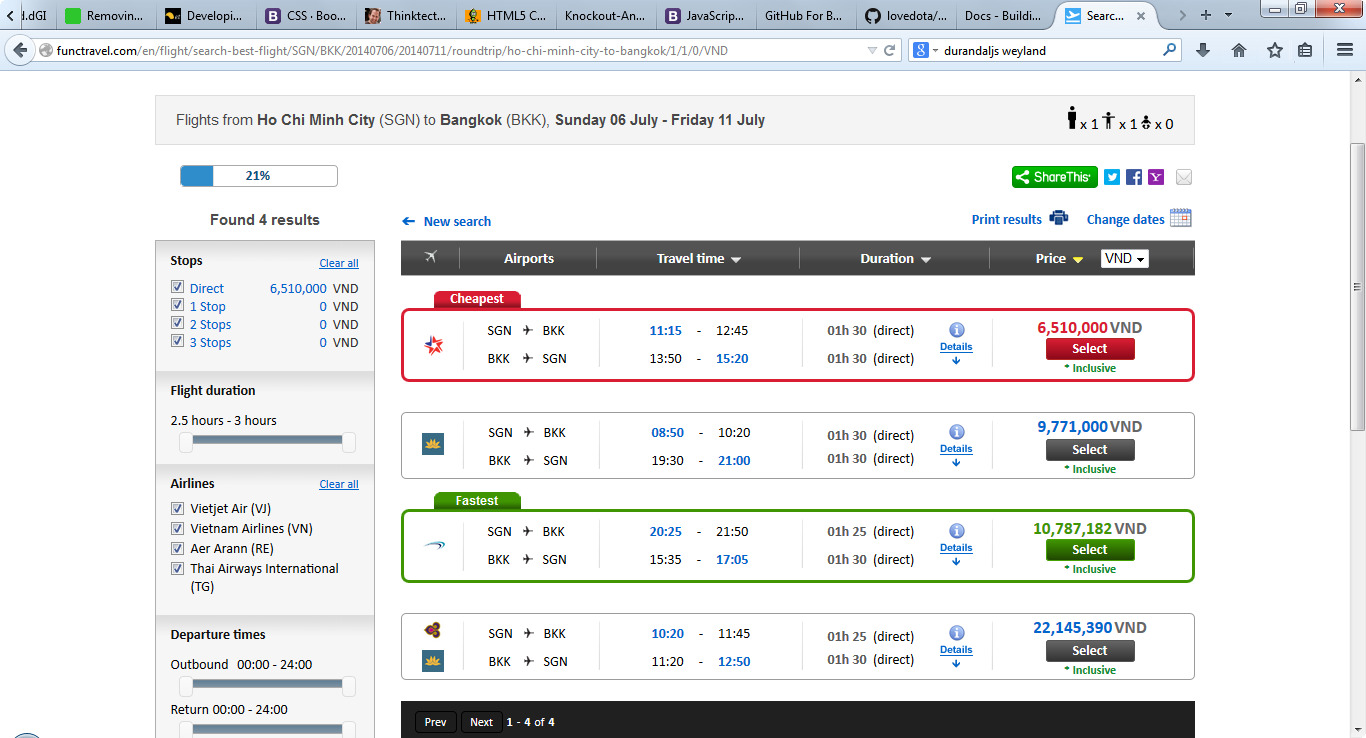 d.dGI
Removin...
Developi...
CSS · Boo...
Thinktect...
HTML5 C...
Knockout-An...
JavaScrip...
GitHub For B...
lovedota/...
Docs - Buildi...
Searc...
functravel.com/en/flight/search-best-flight/SGN/BKK/20140706/20140711/roundtrip/ho-chi-minh-city-to-bangkok/1/1/0/VND
durandaljs weyland
Flights from Ho Chi Minh City (SGN) to Bangkok (BKK), Sunday 06 July - Friday 11 July
x 1 x 1 x 0
21%
ShareThis
Found 4 results
New search
Print results
Change dates
Stops Clear all
Direct 6,510,000 VND
1 Stop 0 VND
2 Stops 0 VND
3 Stops 0 VND
Flight duration
2.5 hours - 3 hours
Airlines Clear all
Vietjet Air (VJ)
Vietnam Airlines (VN)
Aer Arann (RE)
Thai Airways International
(TG)
Departure times
Outbound 00:00 - 24:00
Return 00:00 - 24:00
Airports Travel time Duration Price VND
Cheapest
SGN BKK 11:15 - 12:45 01h 30 (direct)
BKK SGN 13:50 - 15:20 01h 30 (direct)
Details
6,510,000 VND
Select
* Inclusive
SGN BKK 08:50 - 10:20 01h 30 (direct)
BKK SGN 19:30 - 21:00 01h 30 (direct)
Details
9,771,000 VND
Select
* Inclusive
Fastest
SGN BKK 20:25 - 21:50 01h 25 (direct)
BKK SGN 15:35 - 17:05 01h 30 (direct)
Details
10,787,182 VND
Select
* Inclusive
SGN BKK 10:20 - 11:45 01h 25 (direct)
BKK SGN 11:20 - 12:50 01h 30 (direct)
Details
22,145,390 VND
Select
* Inclusive
Prev Next 1 - 4 of 4